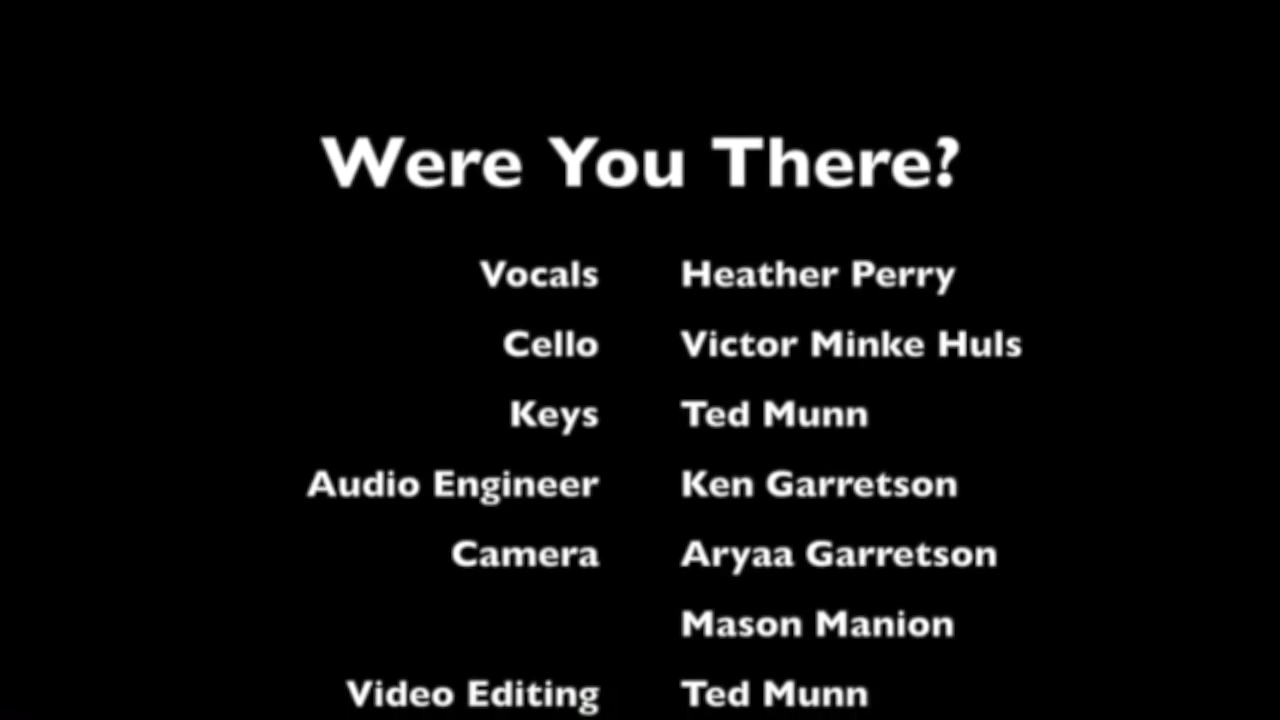 Were You There?
Vocals Heather Perry
Cello Victor Minke Huls
Keys Ted Munn
Audio Engineer Ken Garretson
Camera Aryaa Garretson
Mason Manion
Video Editing Ted Munn